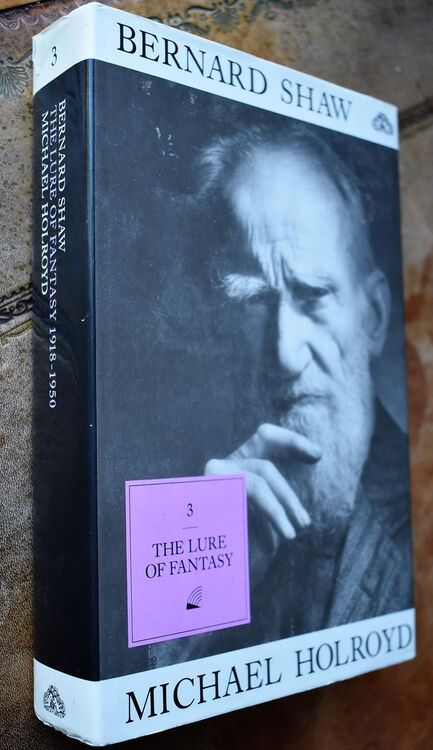 BERNARD SHAW
3
THE LURE
OF FANTASY
MICHAEL HOLROYD
3
BERNARD SHAW
THE LURE OF FANTASY 1918-1950
MICHAEL HOLROYD